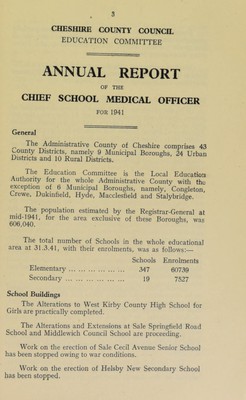 3
CHESHIRE COUNTY COUNCIL
EDUCATION COMMITTEE
ANNUAL REPORT
OF THE
CHIEF SCHOOL MEDICAL OFFICER
FOR 1941
General
The Administrative County of Cheshire comprises 43
County Districts, namely 9 Municipal Boroughs, 24 Urban
Districts and 10 Rural Districts.
The Education Committee is the Local Education
Authority for the whole Administrative County with the
exception of 6 Municipal Boroughs, namely, Congleton,
Crewe, Dukinfield, Hyde, Macclesfield and Stalybridge.
The population estimated by the Registrar-General at
mid-1941, for the area exclusive of these Boroughs, was
606,040.
The total number of Schools in the whole educational
area at 31.3.41, with their enrolments, was as follows:—
Schools Enrolments
Elementary ... ... ... ... ... 347 60739
Secondary ... ... ... ... ... 19 7527
School Buildings
The Alterations to West Kirby County High School for
Girls are practically completed.
The Alterations and Extensions at Sale Springfield Road
School and Middlewich Council School are proceeding.
Work on the erection of Sale Cecil Avenue Senior School
has been stopped owing to war conditions.
Work on the erection of Helsby New Secondary School
has been stopped.